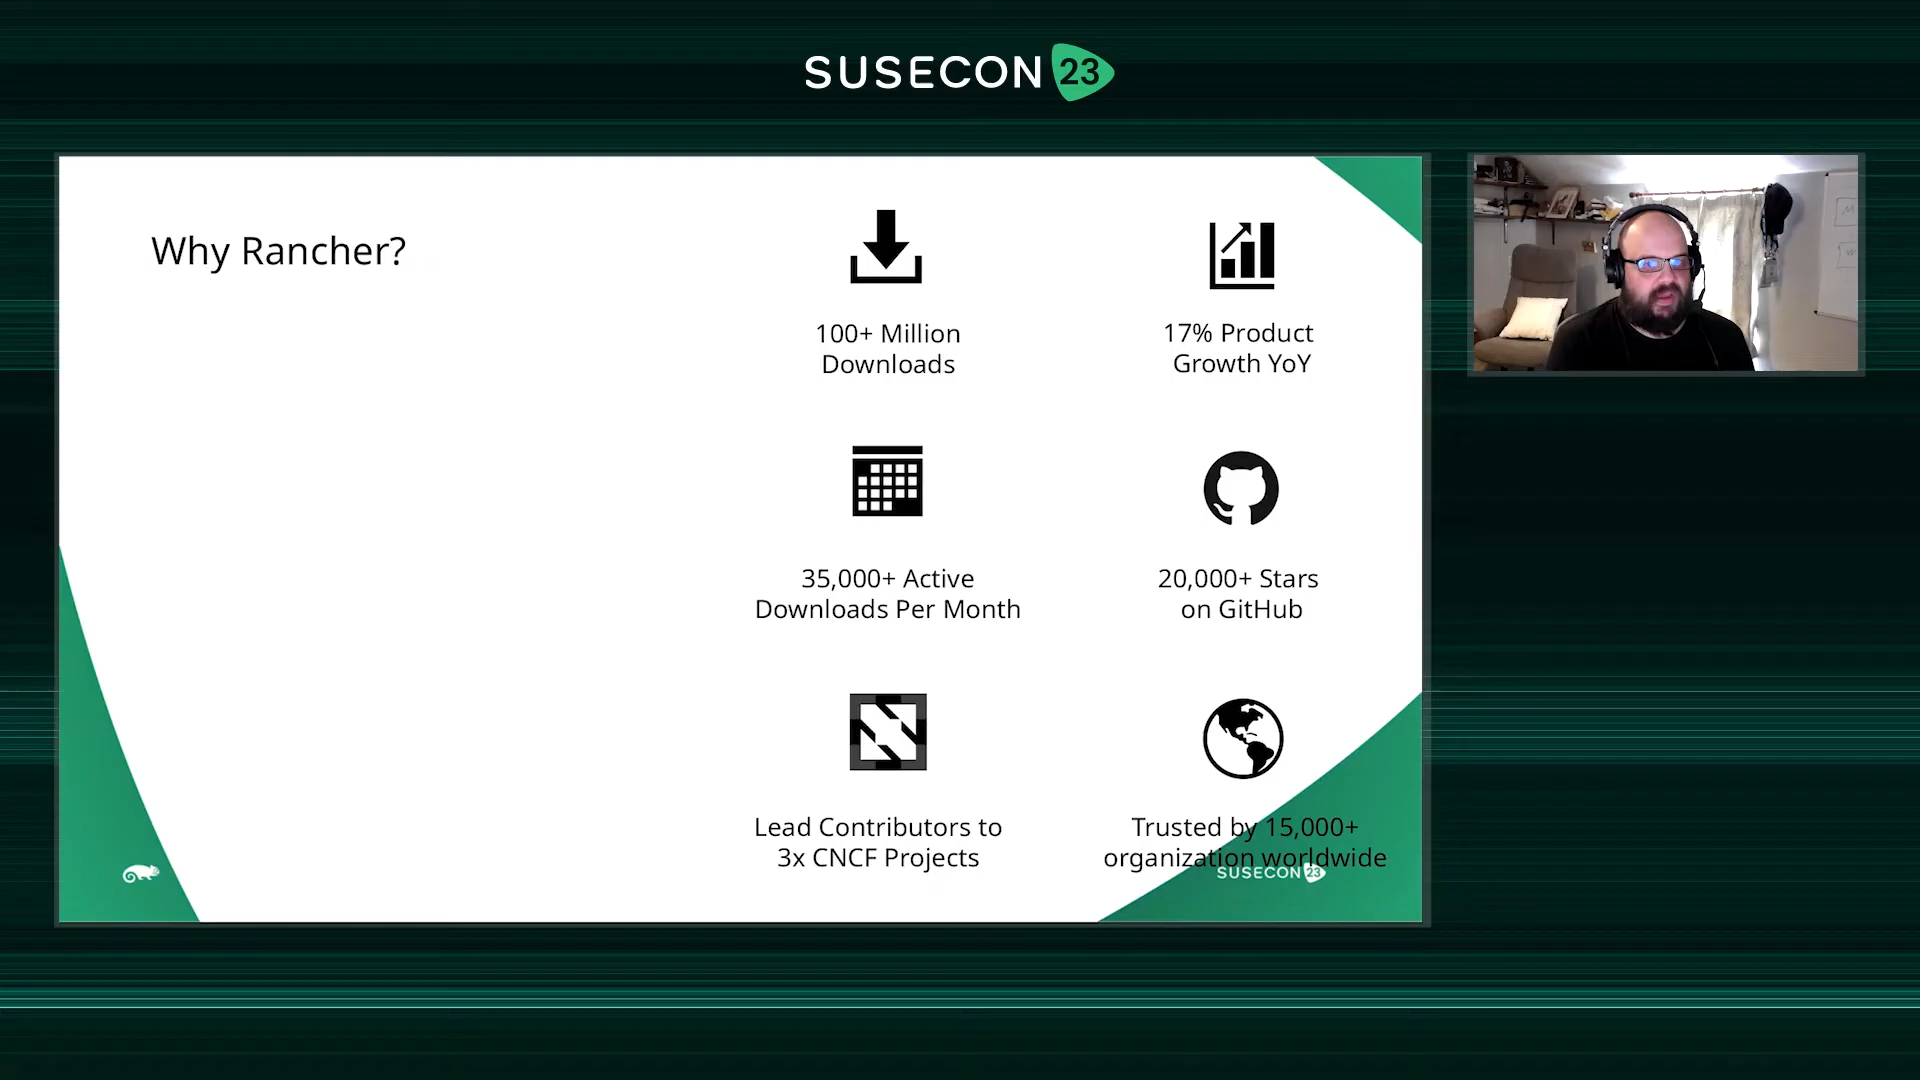 SUSECON 23
Why Rancher?
100+ Million
Downloads
17% Product
Growth YoY
35,000+ Active
Downloads Per Month
20,000+ Stars
on GitHub
Lead Contributors to
3x CNCF Projects
Trusted by 15,000+
organization worldwide
SUSECON 23